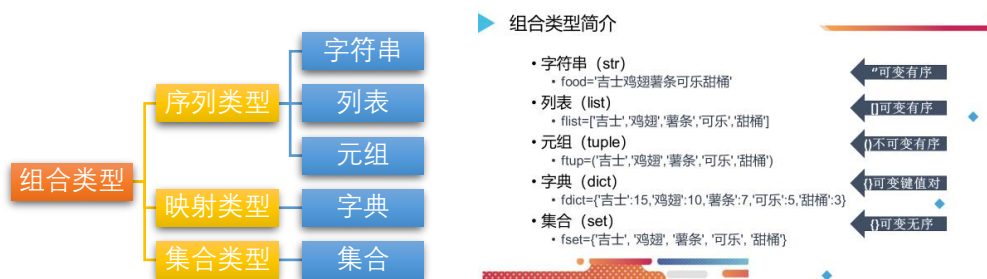 组合类型
序列类型
映射类型
集合类型
字符串
列表
元组
字典
集合
组合类型简介
• 字符串（str）
• food='吉士鸡翅薯条可乐甜桶'
• 列表（list）
• flist=['吉士','鸡翅','薯条','可乐','甜桶']
• 元组（tuple）
• ftup=('吉士','鸡翅','薯条','可乐','甜桶')
• 字典（dict）
• fdict={'吉士':15,'鸡翅':10,'薯条':7,'可乐':5,'甜桶':3}
• 集合（set）
• fset={'吉士', '鸡翅', '薯条', '可乐', '甜桶'}
''可变有序
[]可变有序
()不可变有序
{}可变键值对
{}可变无序